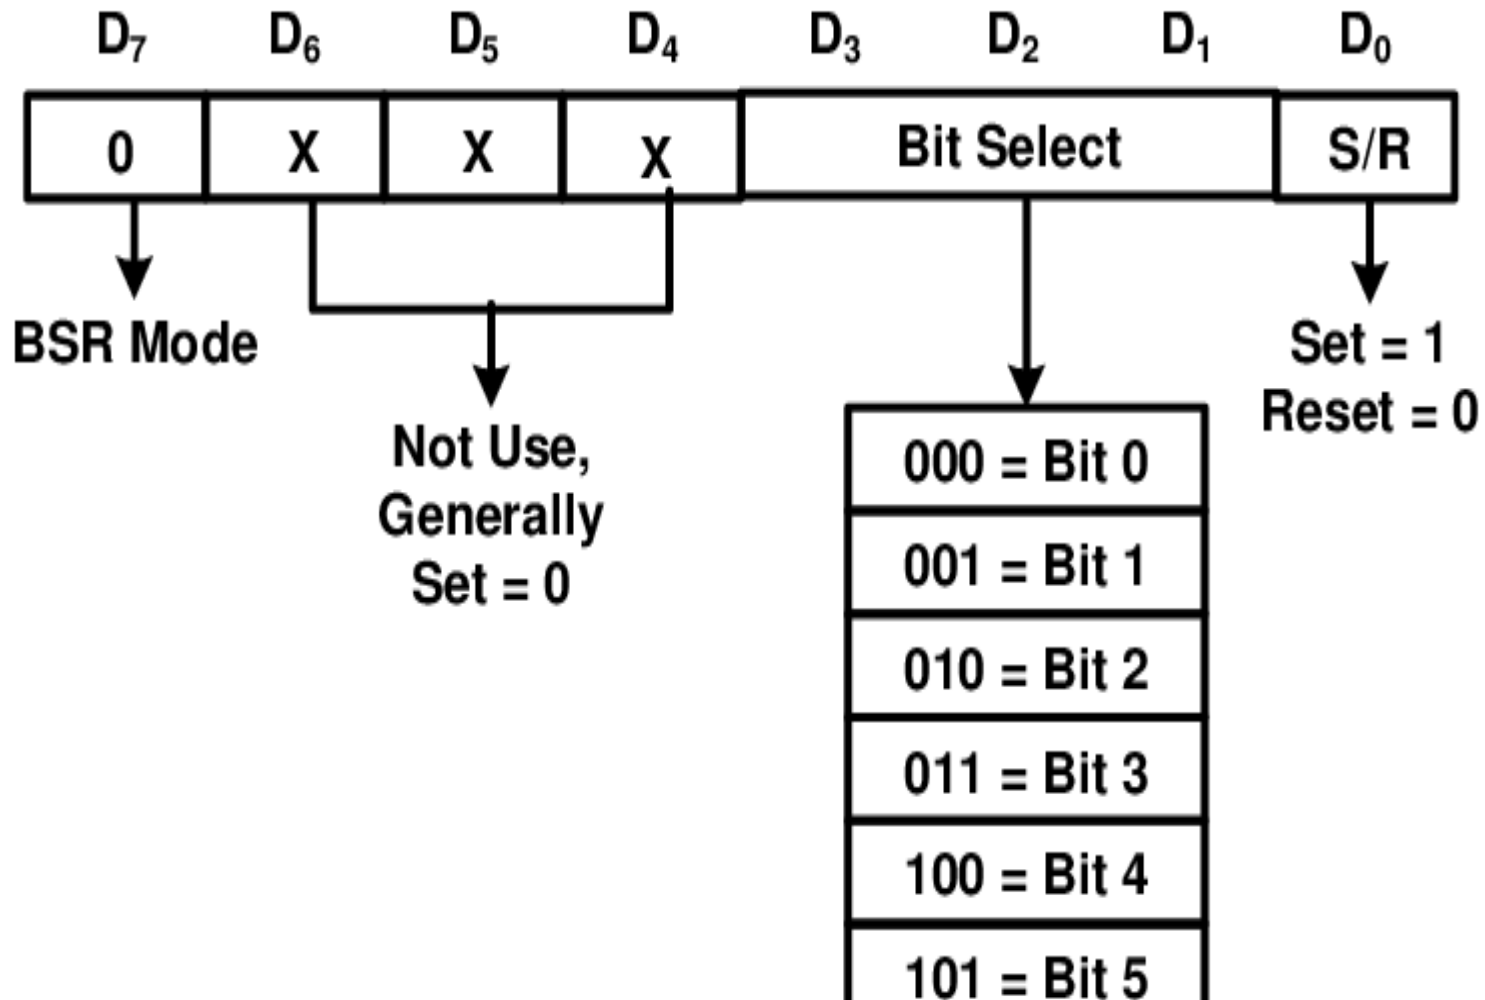 D7 D6 D5 D4 D3 D2 D1 D0
0 X X X Bit Select S/R
BSR Mode
Not Use,
Generally
Set = 0
Set = 1
Reset = 0
000 = Bit 0
001 = Bit 1
010 = Bit 2
011 = Bit 3
100 = Bit 4
101 = Bit 5